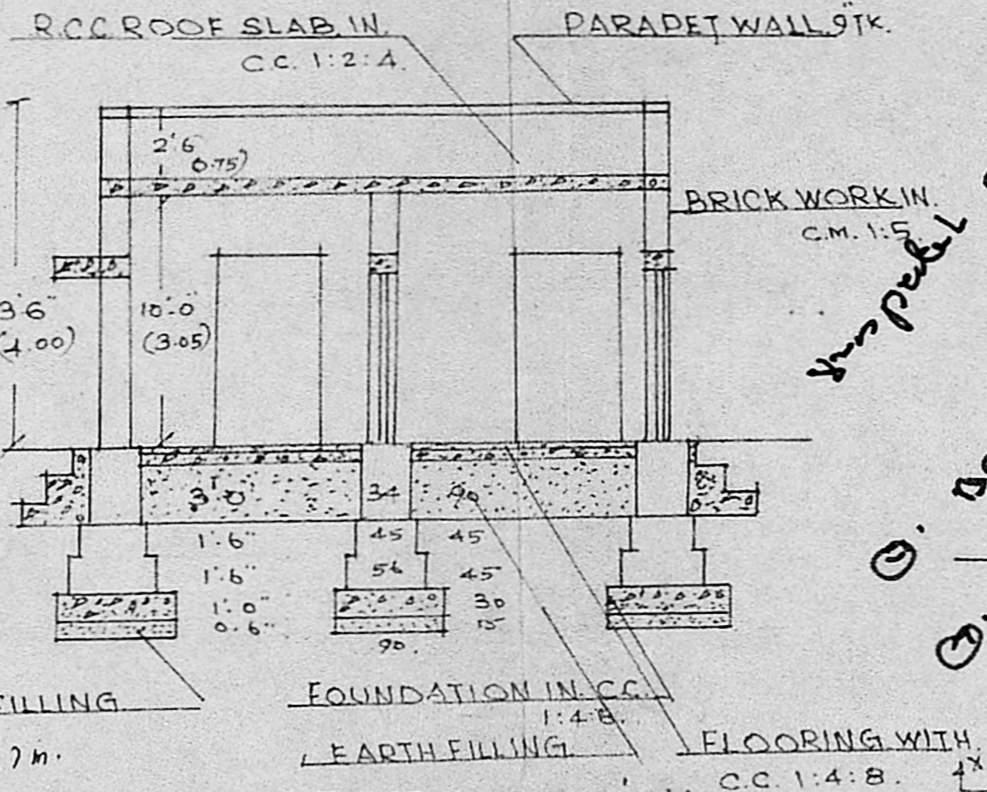 R.C.C ROOF SLAB IN.
C.C. 1:2:4.
PARAPET WALL 9"TK.
2'6"
0.75)
BRICK WORK IN.
C.M. 1:5.
3'6"
(4.00)
10'-0"
(3.05)
3'0"
34
90
1'.6"
45
45
1'.6"
56
45
1'.0"
30
0.6"
15
90.
FILLING
7 m.
FOUNDATION IN C.C.
1:4:8.
EARTH FILLING.
FLOORING WITH.
C.C. 1:4:8.
4"x